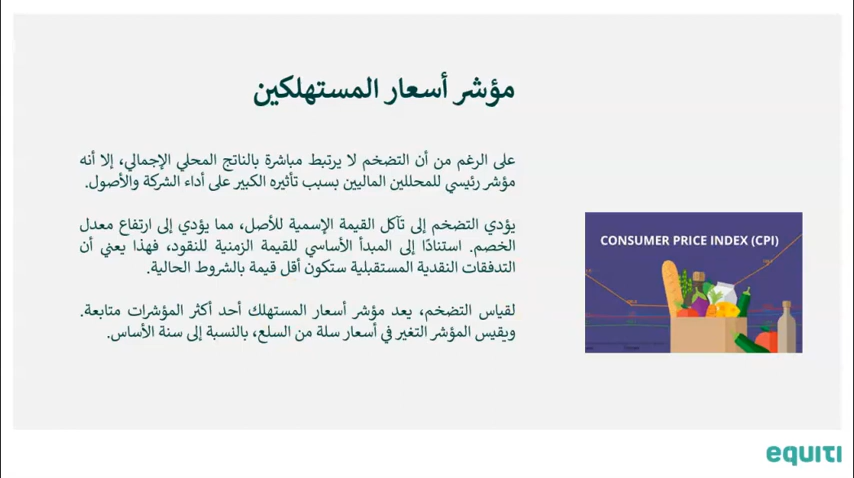 مؤشر أسعار المستهلكين
على الرغم من أن التضخم لا يرتبط مباشرة بالناتج المحلي الإجمالي، إلا أنه
مؤشر رئيسي للمحللين الماليين بسبب تأثيره الكبير على أداء الشركة والأصول.
يؤدي التضخم إلى تآكل القيمة الإسمية للأصل، مما يؤدي إلى ارتفاع معدل
الخصم. استنادًا إلى المبدأ الأساسي للقيمة الزمنية للنقود، فهذا يعني أن
التدفقات النقدية المستقبلية ستكون أقل قيمة بالشروط الحالية.
لقياس التضخم، يعد مؤشر أسعار المستهلك أحد أكثر المؤشرات متابعة.
ويقيس المؤشر التغير في أسعار سلة من السلع، بالنسبة إلى سنة الأساس.
CONSUMER PRICE INDEX (CPI)
equiti